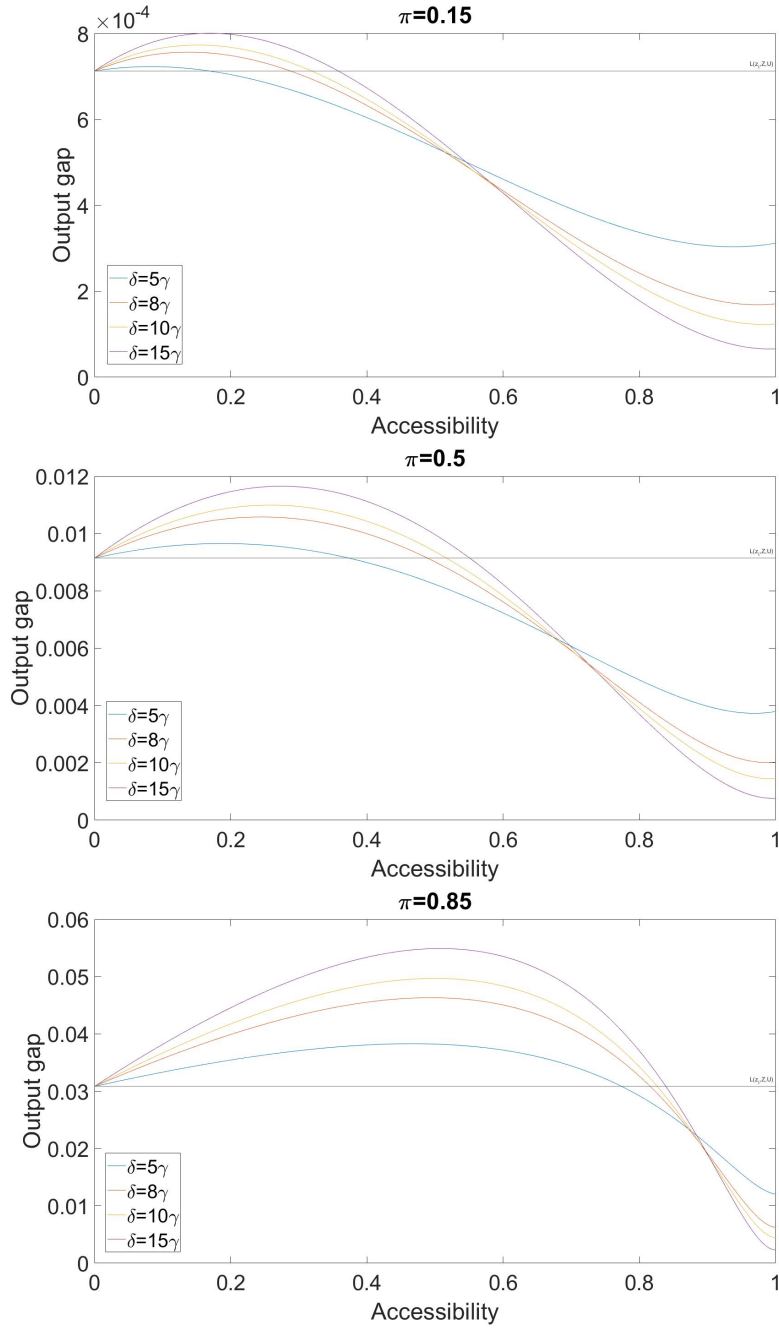 π=0.15
×10-4
8
6
4
2
0
Output gap
L(zj,Z,U)
δ=5γ
δ=8γ
δ=10γ
δ=15γ
0 0.2 0.4 0.6 0.8 1
Accessibility
π=0.5
0.012
0.01
0.008
0.006
0.004
0.002
0
Output gap
L(zj,Z,U)
δ=5γ
δ=8γ
δ=10γ
δ=15γ
0 0.2 0.4 0.6 0.8 1
Accessibility
π=0.85
0.06
0.05
0.04
0.03
0.02
0.01
0
Output gap
L(zj,Z,U)
δ=5γ
δ=8γ
δ=10γ
δ=15γ
0 0.2 0.4 0.6 0.8 1
Accessibility